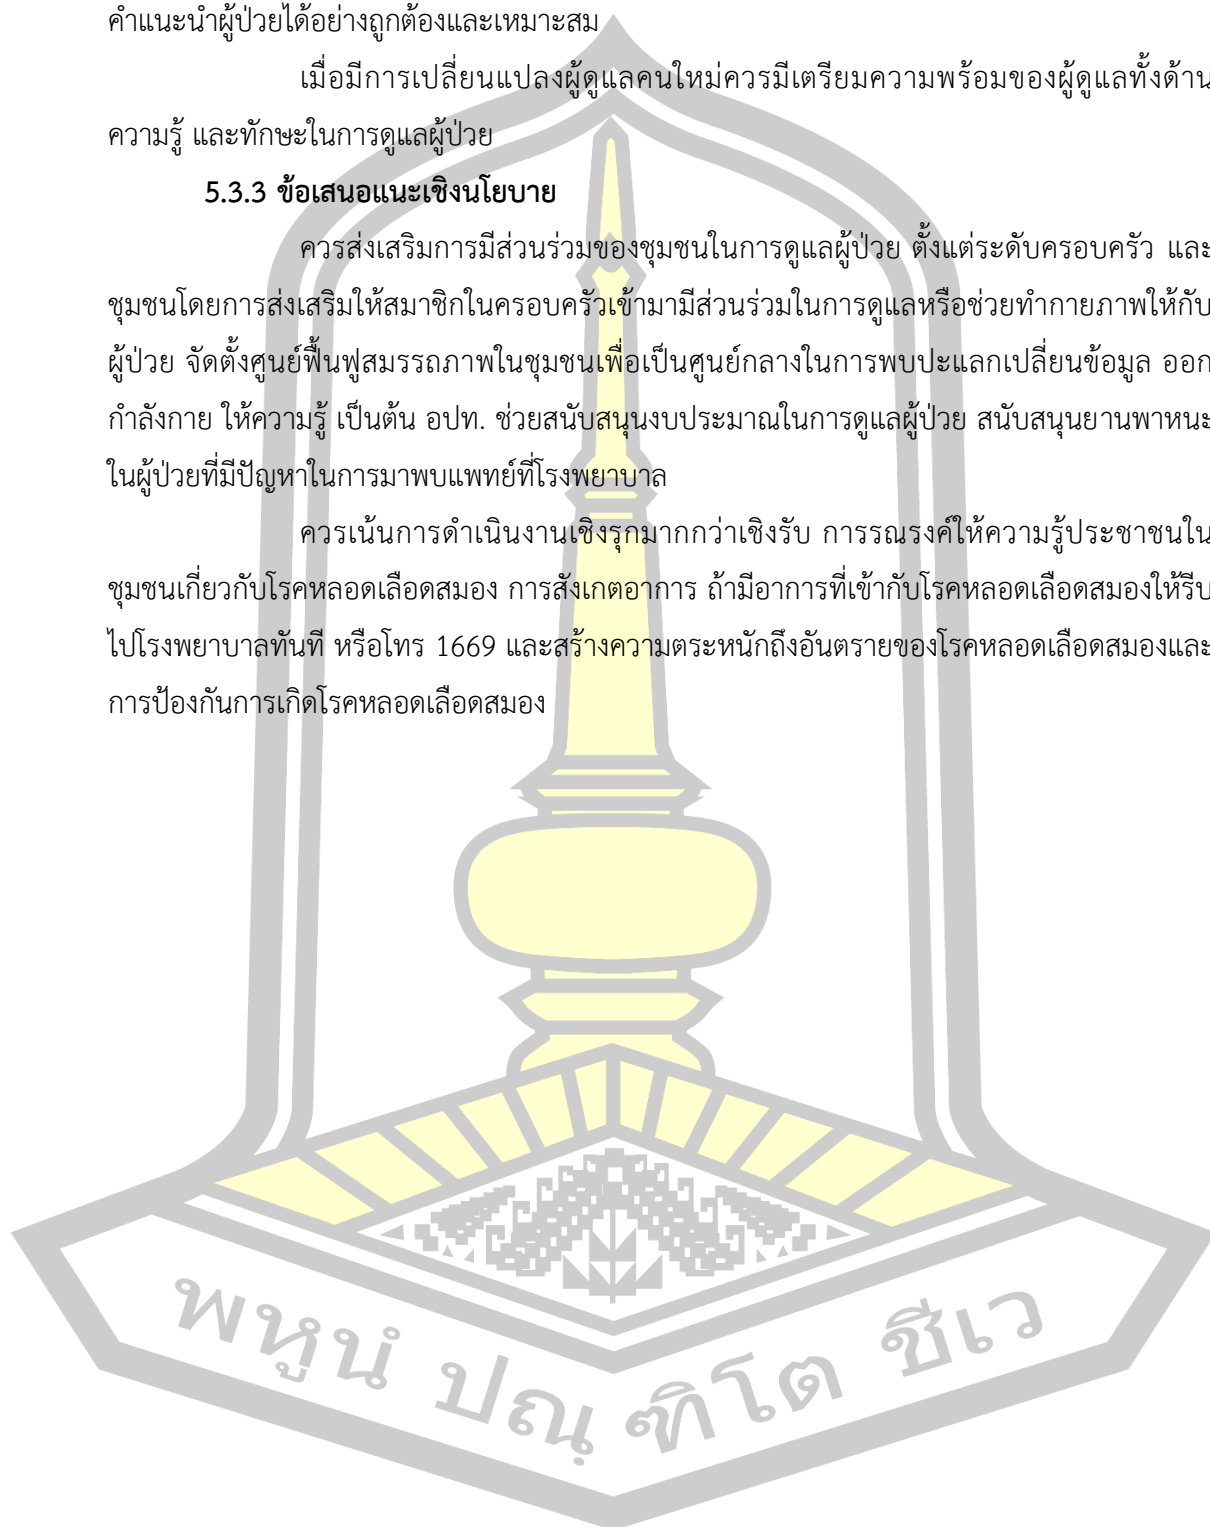 คำแนะนำผู้ป่วยได้อย่างถูกต้องและเหมาะสม
เมื่อมีการเปลี่ยนแปลงผู้ดูแลคนใหม่ควรมีเตรียมความพร้อมของผู้ดูแลทั้งด้าน
ความรู้ และทักษะในการดูแลผู้ป่วย
5.3.3 ข้อเสนอแนะเชิงนโยบาย
ควรส่งเสริมการมีส่วนร่วมของชุมชนในการดูแลผู้ป่วย ตั้งแต่ระดับครอบครัว และ
ชุมชนโดยการส่งเสริมให้สมาชิกในครอบครัวเข้ามามีส่วนร่วมในการดูแลหรือช่วยทำกายภาพให้กับ
ผู้ป่วย จัดตั้งศูนย์ฟื้นฟูสมรรถภาพในชุมชนเพื่อเป็นศูนย์กลางในการพบปะแลกเปลี่ยนข้อมูล ออก
กำลังกาย ให้ความรู้ เป็นต้น อปท. ช่วยสนับสนุนงบประมาณในการดูแลผู้ป่วย สนับสนุนยานพาหนะ
ในผู้ป่วยที่มีปัญหาในการมาพบแพทย์ที่โรงพยาบาล
ควรเน้นการดำเนินงานเชิงรุกมากกว่าเชิงรับ การรณรงค์ให้ความรู้ประชาชนใน
ชุมชนเกี่ยวกับโรคหลอดเลือดสมอง การสังเกตอาการ ถ้ามีอาการที่เข้ากับโรคหลอดเลือดสมองให้รีบ
ไปโรงพยาบาลทันที หรือโทร 1669 และสร้างความตระหนักถึงอันตรายของโรคหลอดเลือดสมองและ
การป้องกันการเกิดโรคหลอดเลือดสมอง
พหูนํ ปณฺ ฑิโต ชีเว